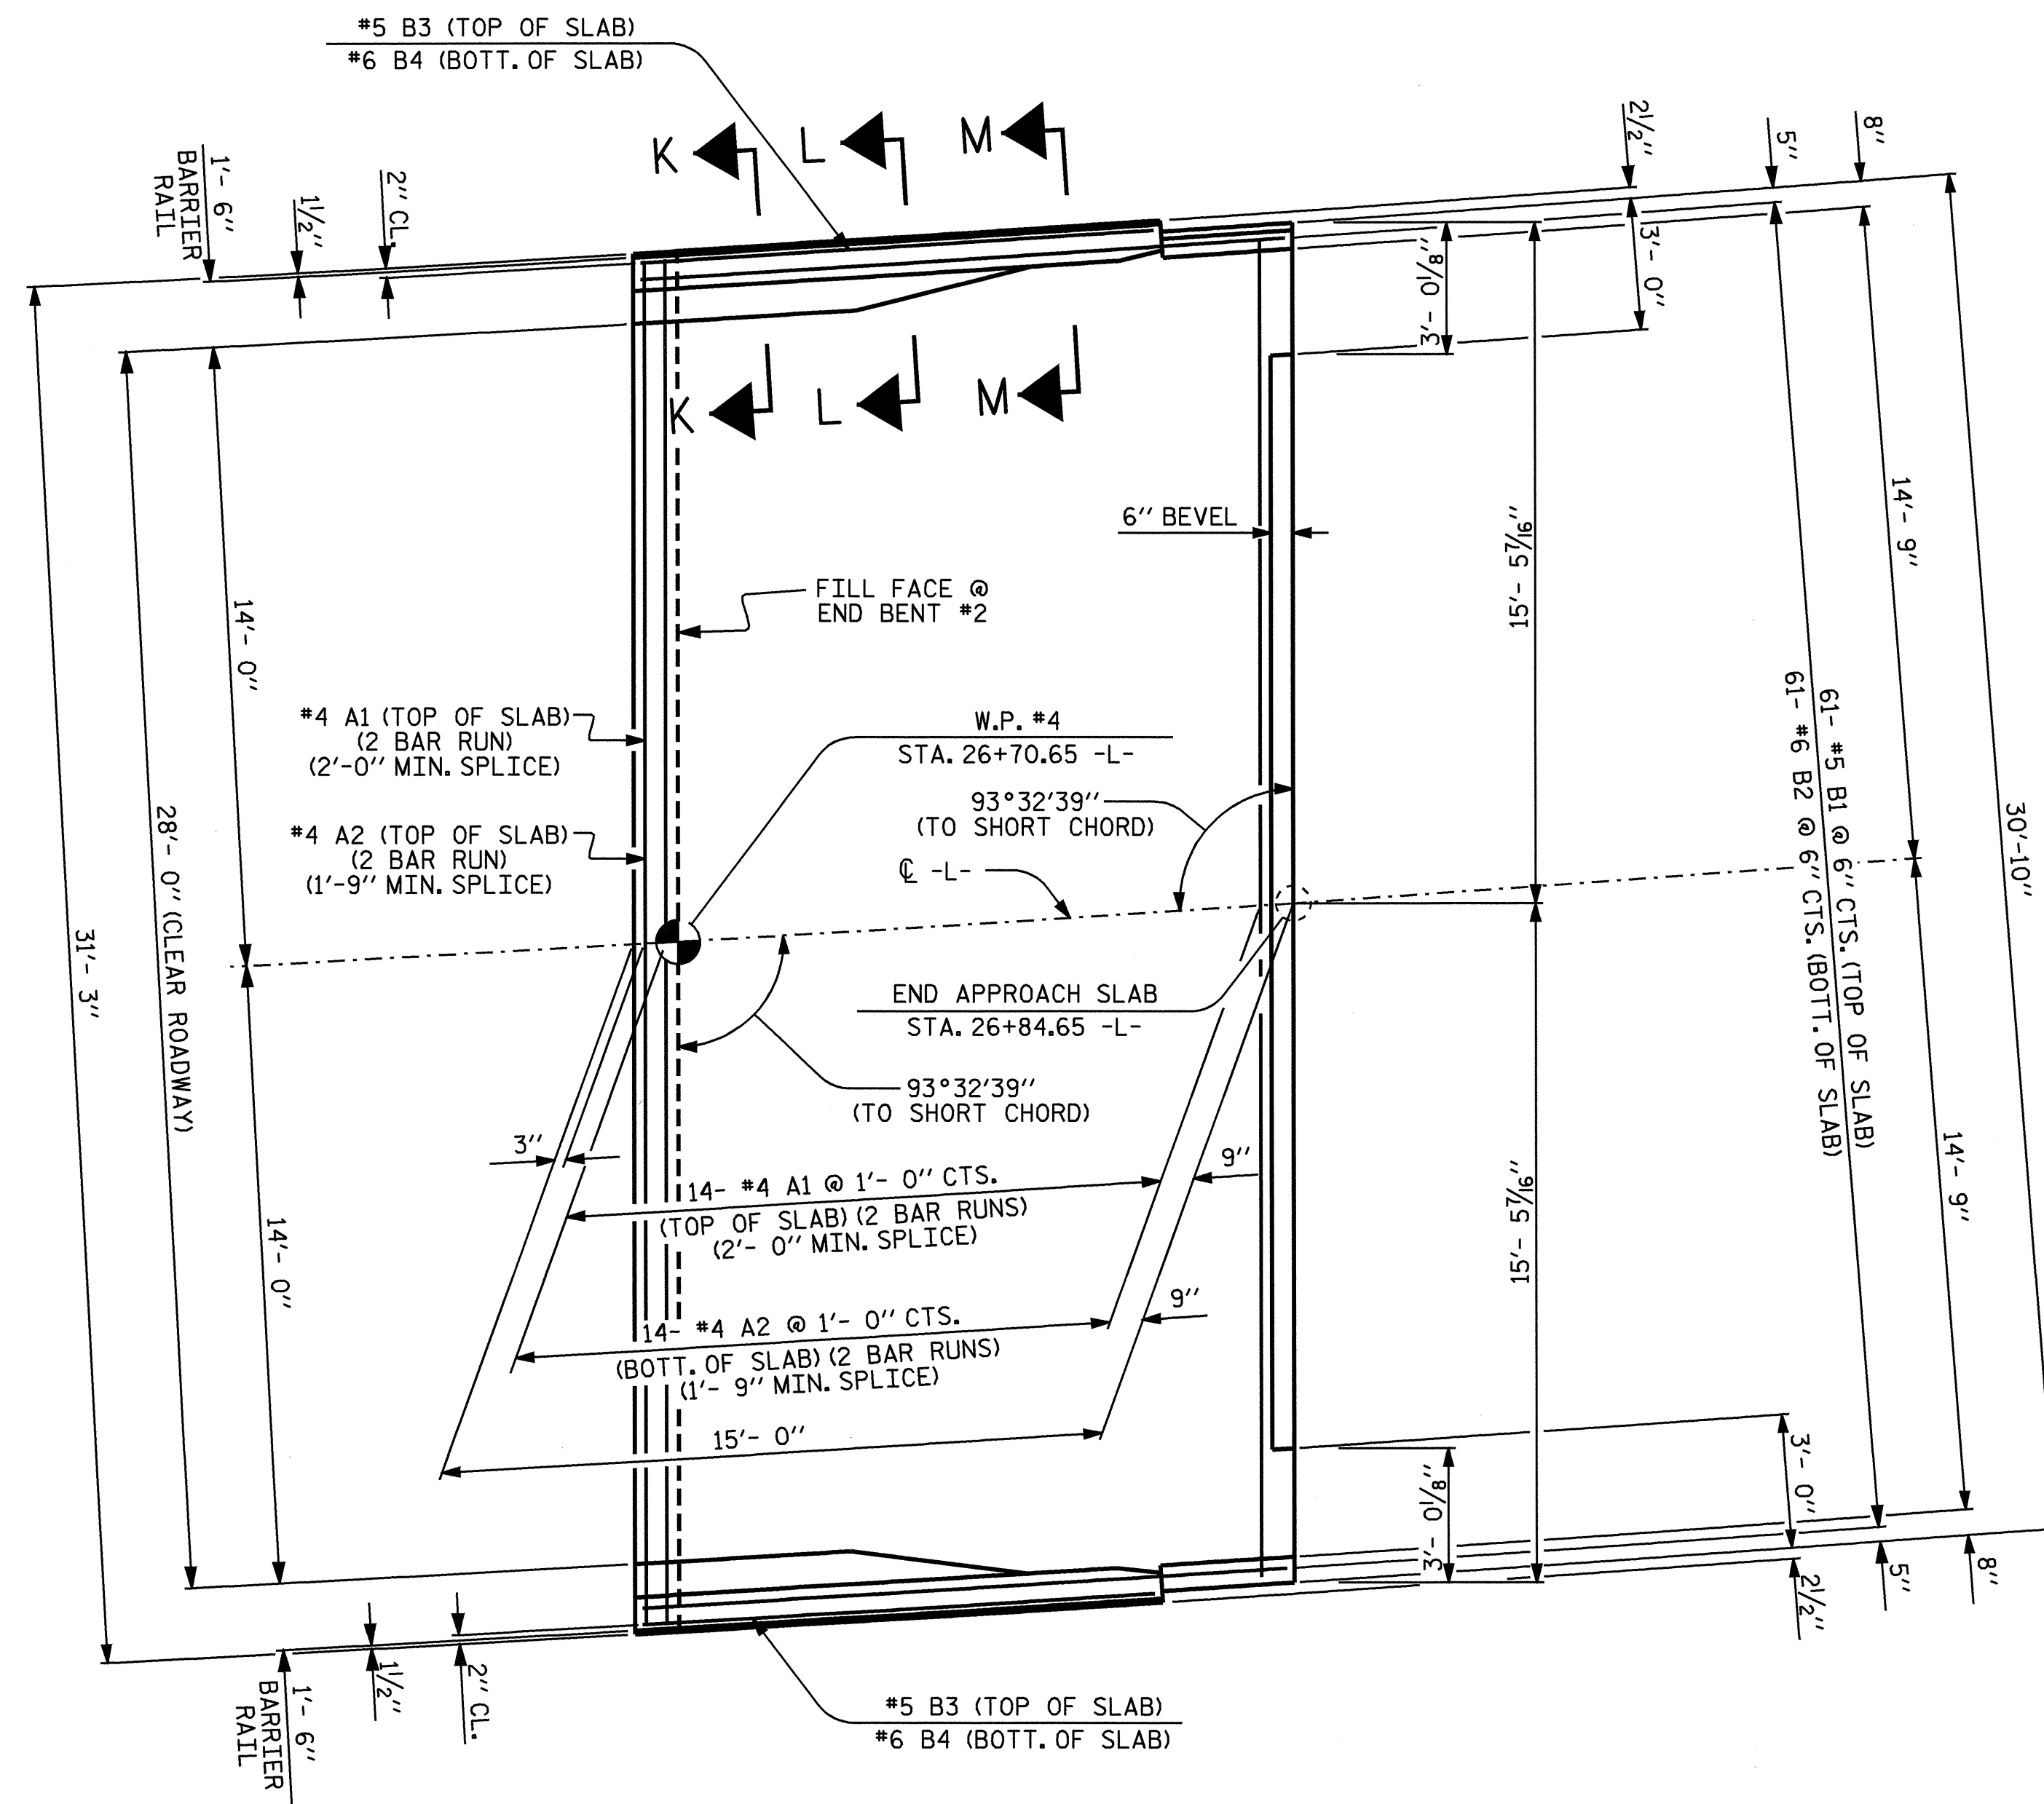 #5 B3 (TOP OF SLAB)
#6 B4 (BOTT. OF SLAB)
K
L
M
2 1/2"
5"
8"
1'- 6"
BARRIER
RAIL
1 1/2"
2" CL.
3'- 0 1/8"
3'- 0"
K
L
M
14'- 9"
6" BEVEL
15'- 5 7/16"
FILL FACE @
END BENT #2
14'- 0"
#4 A1 (TOP OF SLAB)
(2 BAR RUN)
(2'-0" MIN. SPLICE)
W.P. #4
STA. 26+70.65 -L-
93°32'39"
(TO SHORT CHORD)
#4 A2 (TOP OF SLAB)
(2 BAR RUN)
(1'-9" MIN. SPLICE)
℄ -L-
61- #5 B1 @ 6" CTS. (TOP OF SLAB)
61- #6 B2 @ 6" CTS. (BOTT. OF SLAB)
30'-10"
28'- 0" (CLEAR ROADWAY)
31'- 3"
END APPROACH SLAB
STA. 26+84.65 -L-
93°32'39"
(TO SHORT CHORD)
3"
9"
14- #4 A1 @ 1'- 0" CTS.
(TOP OF SLAB) (2 BAR RUNS)
(2'- 0" MIN. SPLICE)
15'- 5 7/16"
14'- 9"
14'- 0"
9"
14- #4 A2 @ 1'- 0" CTS.
(BOTT. OF SLAB) (2 BAR RUNS)
(1'- 9" MIN. SPLICE)
15'- 0"
3'- 0"
3'- 0 1/8"
8"
5"
2 1/2"
2" CL.
1 1/2"
1'- 6"
BARRIER
RAIL
#5 B3 (TOP OF SLAB)
#6 B4 (BOTT. OF SLAB)